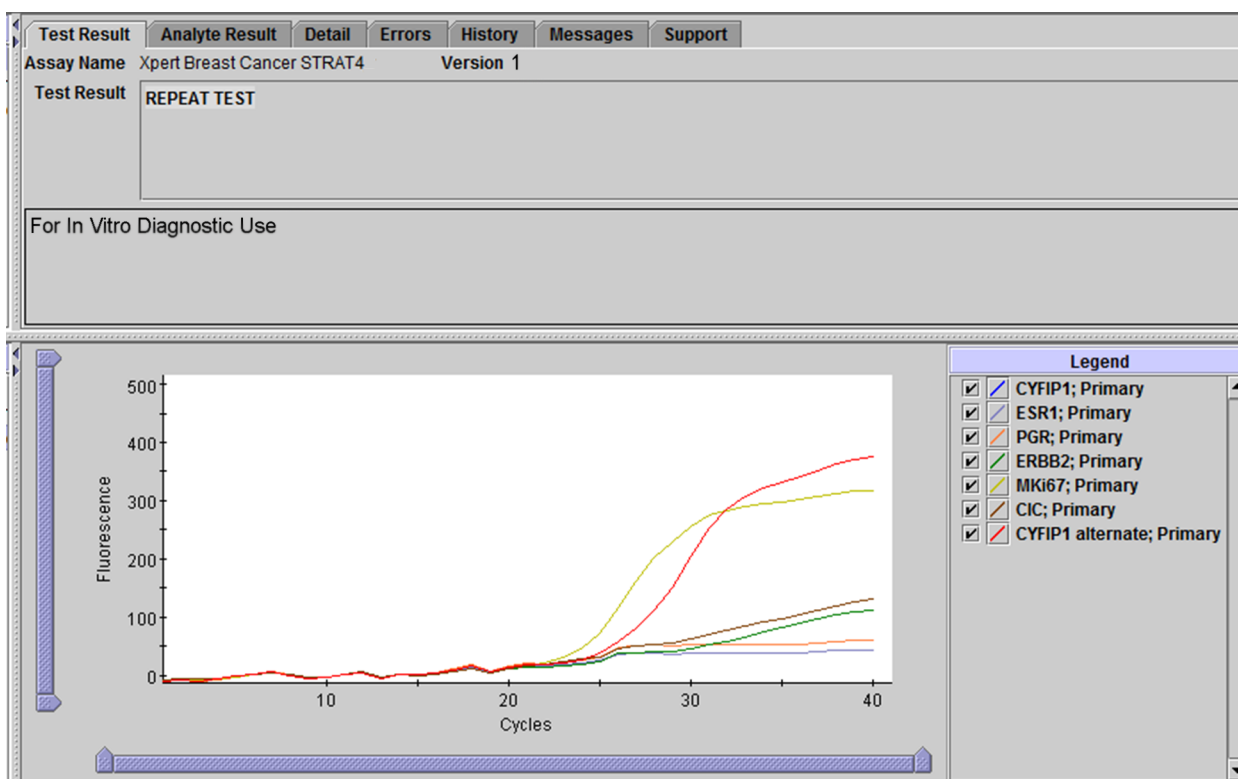 Test Result Analyte Result Detail Errors History Messages Support
Assay Name Xpert Breast Cancer STRAT4 Version 1
Test Result REPEAT TEST
For In Vitro Diagnostic Use
500
400
300
200
100
0
Fluorescence
10 20 30 40
Cycles
Legend
CYFIP1; Primary
ESR1; Primary
PGR; Primary
ERBB2; Primary
MKi67; Primary
CIC; Primary
CYFIP1 alternate; Primary